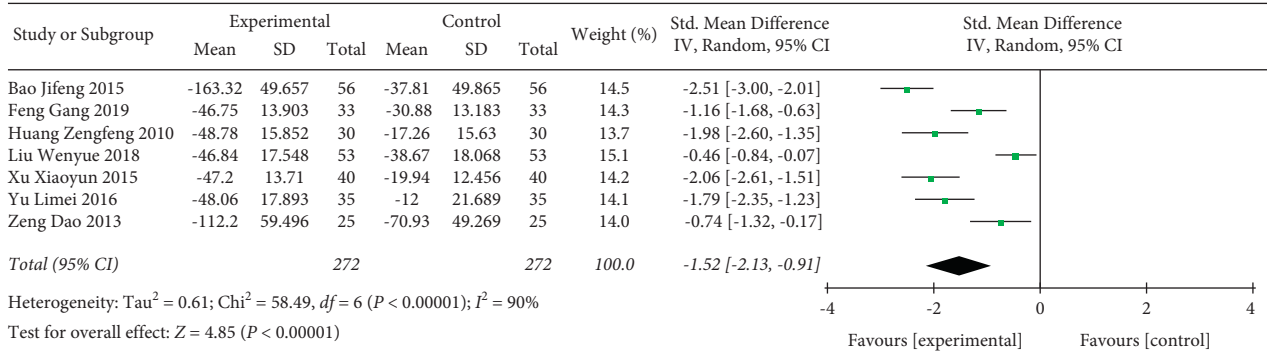 Study or Subgroup Experimental Control Weight (%) Std. Mean Difference Std. Mean Difference
Mean SD Total Mean SD Total IV, Random, 95% CI IV, Random, 95% CI
Bao Jifeng 2015 -163.32 49.657 56 -37.81 49.865 56 14.5 -2.51 [-3.00, -2.01]
Feng Gang 2019 -46.75 13.903 33 -30.88 13.183 33 14.3 -1.16 [-1.68, -0.63]
Huang Zengfeng 2010 -48.78 15.852 30 -17.26 15.63 30 13.7 -1.98 [-2.60, -1.35]
Liu Wenyue 2018 -46.84 17.548 53 -38.67 18.068 53 15.1 -0.46 [-0.84, -0.07]
Xu Xiaoyun 2015 -47.2 13.71 40 -19.94 12.456 40 14.2 -2.06 [-2.61, -1.51]
Yu Limei 2016 -48.06 17.893 35 -12 21.689 35 14.1 -1.79 [-2.35, -1.23]
Zeng Dao 2013 -112.2 59.496 25 -70.93 49.269 25 14.0 -0.74 [-1.32, -0.17]
Total (95% CI) 272 272 100.0 -1.52 [-2.13, -0.91]
Heterogeneity: Tau² = 0.61; Chi² = 58.49, df = 6 (P < 0.00001); I² = 90%
Test for overall effect: Z = 4.85 (P < 0.00001)
-4 -2 0 2 4
Favours [experimental] Favours [control]